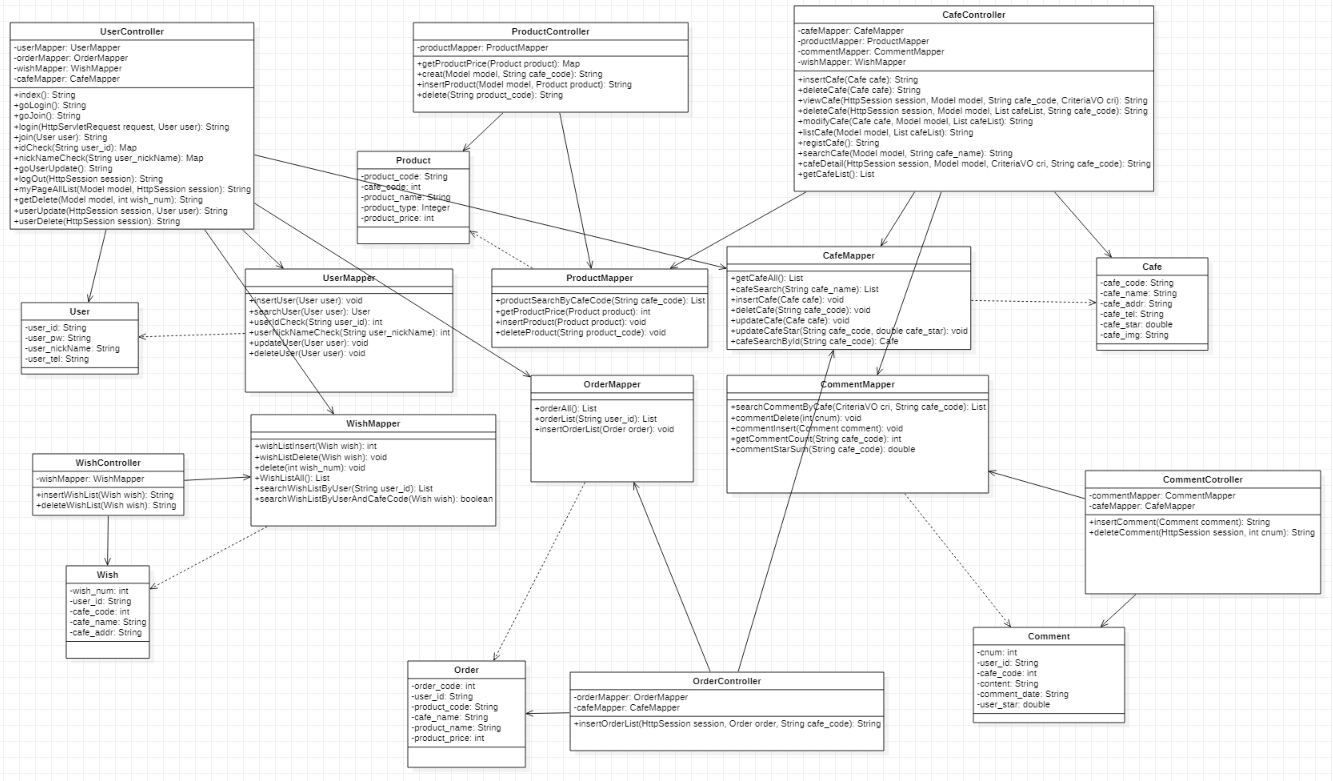 UserController
-userMapper: UserMapper
-orderMapper: OrderMapper
-wishMapper: WishMapper
-cafeMapper: CafeMapper
+index(): String
+goLogin(): String
+goJoin(): String
+login(HttpServletRequest request, User user): String
+join(User user): String
+idCheck(String user_id): Map
+nickNameCheck(String user_nickName): Map
+goUserUpdate(): String
+logOut(HttpSession session): String
+myPageAllList(Model model, HttpSession session): String
+getDelete(Model model, int wish_num): String
+userUpdate(HttpSession session, User user): String
+userDelete(HttpSession session): String
ProductController
-productMapper: ProductMapper
+getProductPrice(Product product): Map
+creat(Model model, String cafe_code): String
+insertProduct(Model model, Product product): String
+delete(String product_code): String
CafeController
-cafeMapper: CafeMapper
-productMapper: ProductMapper
-commentMapper: CommentMapper
-wishMapper: WishMapper
+insertCafe(Cafe cafe): String
+deleteCafe(Cafe cafe): String
+viewCafe(HttpSession session, Model model, String cafe_code, CriteriaVO cri): String
+deleteCafe(HttpSession session, Model model, List cafeList, String cafe_code): String
+modifyCafe(Cafe cafe, Model model, List cafeList): String
+listCafe(Model model, List cafeList): String
+registCafe(): String
+searchCafe(Model model, String cafe_name): String
+cafeDetail(HttpSession session, Model model, CriteriaVO cri, String cafe_code): String
+getCafeList(): List
Product
-product_code: String
-cafe_code: int
-product_name: String
-product_type: Integer
-product_price: int
User
-user_id: String
-user_pw: String
-user_nickName: String
-user_tel: String
UserMapper
+insertUser(User user): void
+searchUser(User user): User
+userIdCheck(String user_id): int
+userNickNameCheck(String user_nickName): int
+updateUser(User user): void
+deleteUser(User user): void
ProductMapper
+productSearchByCafeCode(String cafe_code): List
+getProductPrice(Product product): int
+insertProduct(Product product): void
+deleteProduct(String product_code): void
CafeMapper
+getCafeAll(): List
+cafeSearch(String cafe_name): List
+insertCafe(Cafe cafe): void
+deletCafe(String cafe_code): void
+updateCafe(Cafe cafe): void
+updateCafeStar(String cafe_code, double cafe_star): void
+cafeSearchById(String cafe_code): Cafe
Cafe
-cafe_code: String
-cafe_name: String
-cafe_addr: String
-cafe_tel: String
-cafe_star: double
-cafe_img: String
WishMapper
+wishListInsert(Wish wish): int
+wishListDelete(Wish wish): void
+delete(int wish_num): void
+WishListAll(): List
+searchWishListByUser(String user_id): List
+searchWishListByUserAndCafeCode(Wish wish): boolean
OrderMapper
+orderAll(): List
+orderList(String user_id): List
+insertOrderList(Order order): void
CommentMapper
+searchCommentByCafe(CriteriaVO cri, String cafe_code): List
+commentDelete(int cnum): void
+commentInsert(Comment comment): void
+getCommentCount(String cafe_code): int
+commentStarSum(String cafe_code): double
WishController
-wishMapper: WishMapper
+insertWishList(Wish wish): String
+deleteWishList(Wish wish): String
CommentCotroller
-commentMapper: CommentMapper
-cafeMapper: CafeMapper
+insertComment(Comment comment): String
+deleteComment(HttpSession session, int cnum): String
Wish
-wish_num: int
-user_id: String
-cafe_code: int
-cafe_name: String
-cafe_addr: String
Order
-order_code: int
-user_id: String
-product_code: String
-cafe_name: String
-product_name: String
-product_price: int
OrderController
-orderMapper: OrderMapper
-cafeMapper: CafeMapper
+insertOrderList(HttpSession session, Order order, String cafe_code): String
Comment
-cnum: int
-user_id: String
-cafe_code: int
-content: String
-comment_date: String
-user_star: double